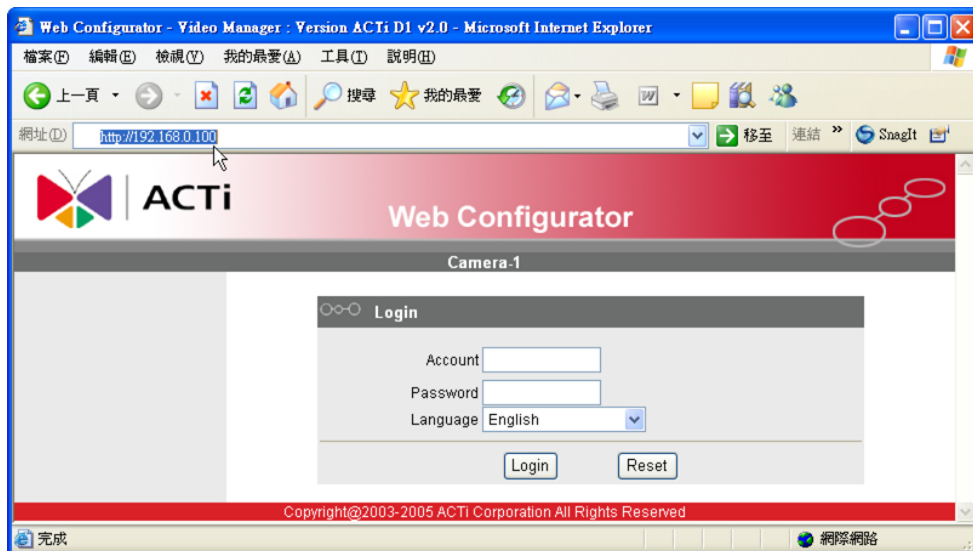 Web Configurator - Video Manager : Version ACTi D1 v2.0 - Microsoft Internet Explorer
檔案(F) 編輯(E) 檢視(V) 我的最愛(A) 工具(T) 說明(H)
上一頁 搜尋 我的最愛 W
網址(D) http://192.168.0.100 移至 連結 » SnagIt
ACTi
Web Configurator
Camera-1
Login
Account
Password
Language English
Login Reset
Copyright@2003-2005 ACTi Corporation All Rights Reserved
完成 網際網路